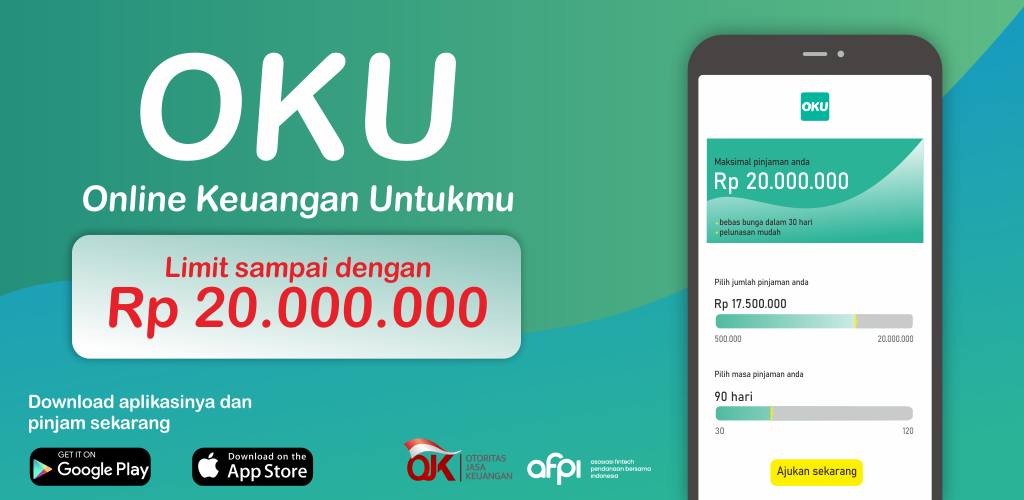 OKU
Online Keuangan Untukmu
Limit sampai dengan
Rp 20.000.000
Download aplikasinya dan
pinjam sekarang
GET IT ON
Google Play
Download on the
App Store
OJK
OTORITAS
JASA
KEUANGAN
afpi
asosiasi fintech
pendanaan bersama
indonesia
OKU
Maksimal pinjaman anda
Rp 20.000.000
bebas bunga dalam 30 hari
pelunasan mudah
Pilih jumlah pinjaman anda
Rp 17.500.000
500.000 20.000.000
Pilih masa pinjaman anda
90 hari
30 120
Ajukan sekarang